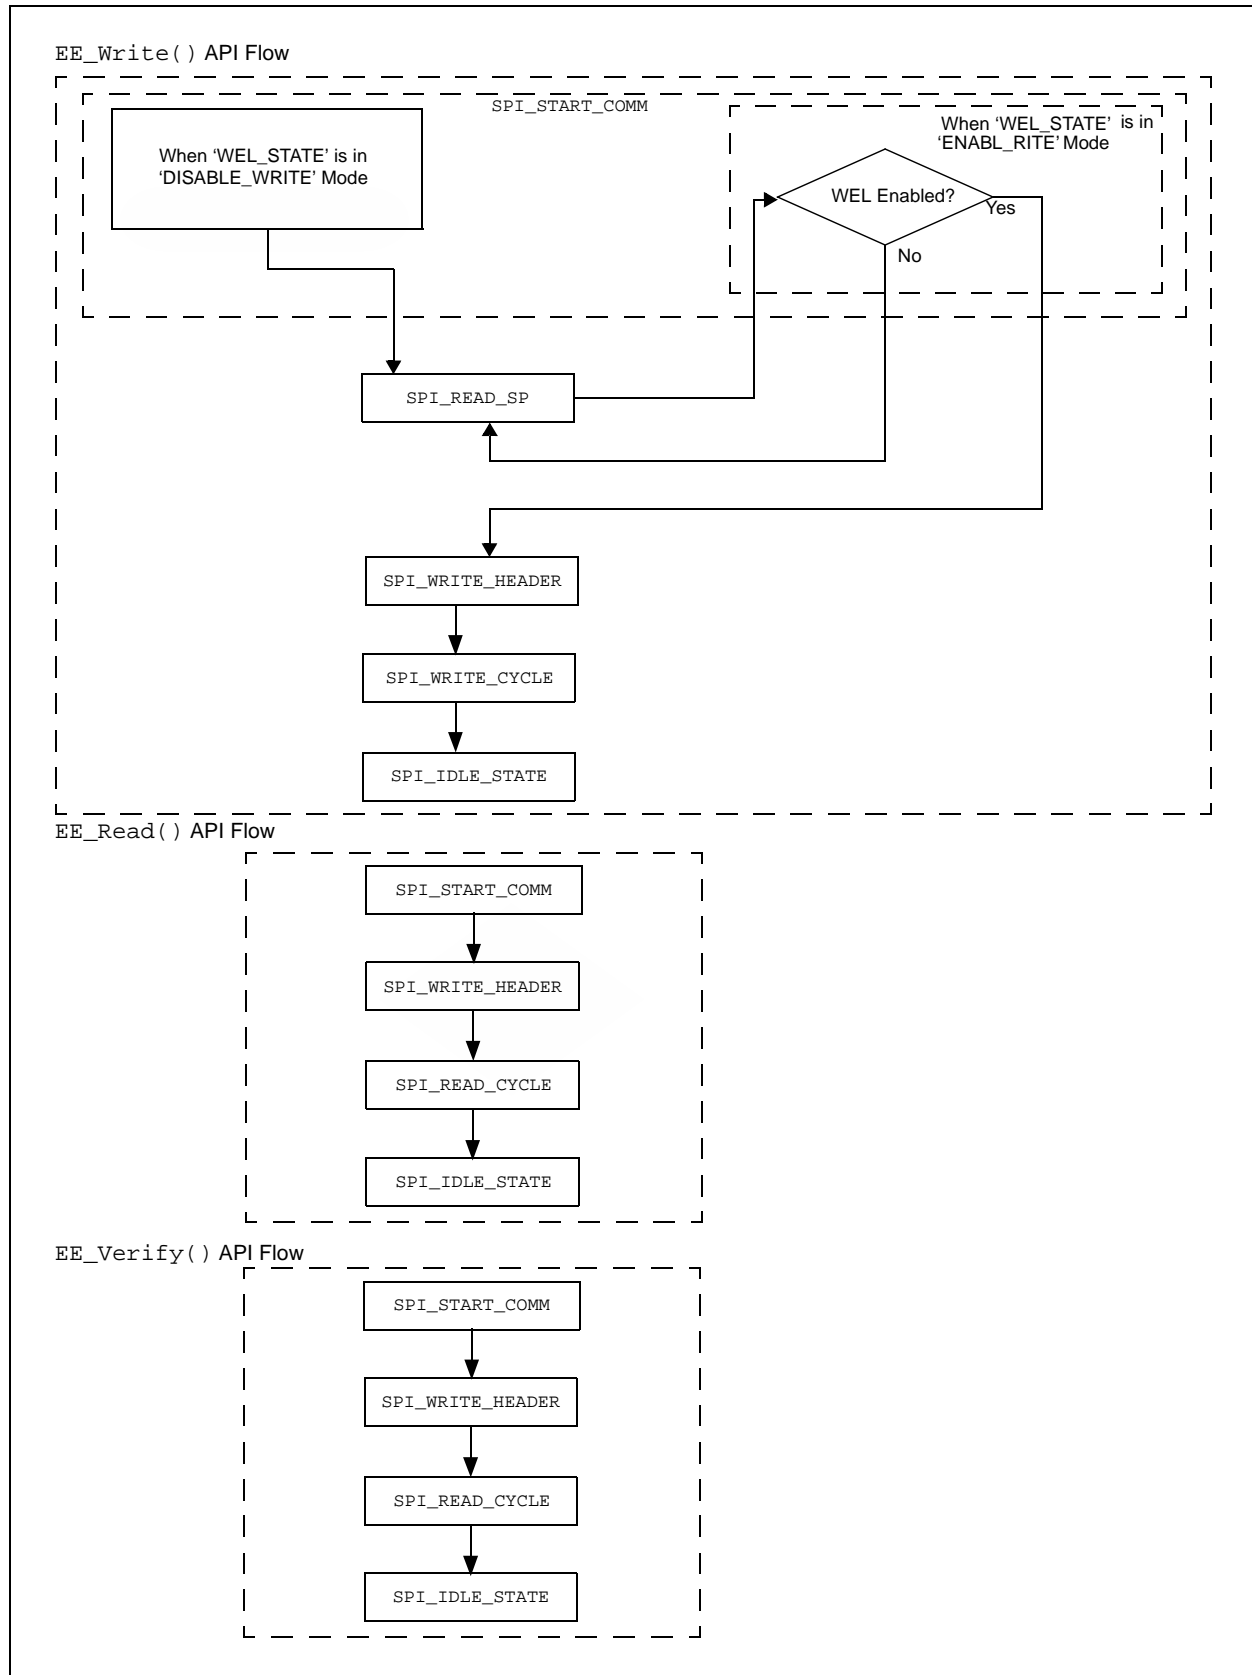 EE_Write() API Flow
SPI_START_COMM
When ‘WEL_STATE’ is in
‘DISABLE_WRITE’ Mode
When ‘WEL_STATE’ is in
‘ENABL_RITE’ Mode
WEL Enabled?
Yes
No
SPI_READ_SP
SPI_WRITE_HEADER
SPI_WRITE_CYCLE
SPI_IDLE_STATE
EE_Read() API Flow
SPI_START_COMM
SPI_WRITE_HEADER
SPI_READ_CYCLE
SPI_IDLE_STATE
EE_Verify() API Flow
SPI_START_COMM
SPI_WRITE_HEADER
SPI_READ_CYCLE
SPI_IDLE_STATE